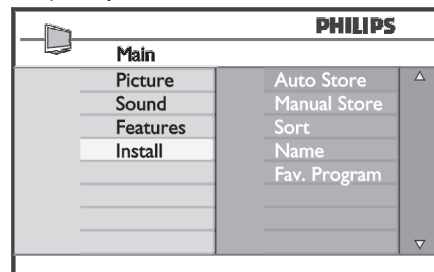 PHILIPS
Main
Picture
Sound
Features
Install
Auto Store
Manual Store
Sort
Name
Fav. Program